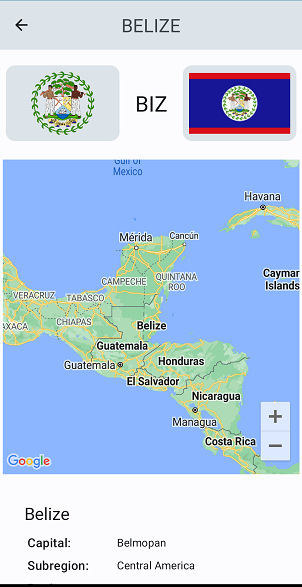 BELIZE
BIZ
Gulf of
Mexico
Havana
Mérida
Cancún
CAMPECHE
QUINTANA
ROO
Cayman
Islands
VERACRUZ
TABASCO
AXACA
CHIAPAS
Belize
Guatemala
Guatemala
Honduras
El Salvador
Nicaragua
Managua
Costa Rica
+
−
Google
Belize
Capital: Belmopan
Subregion: Central America